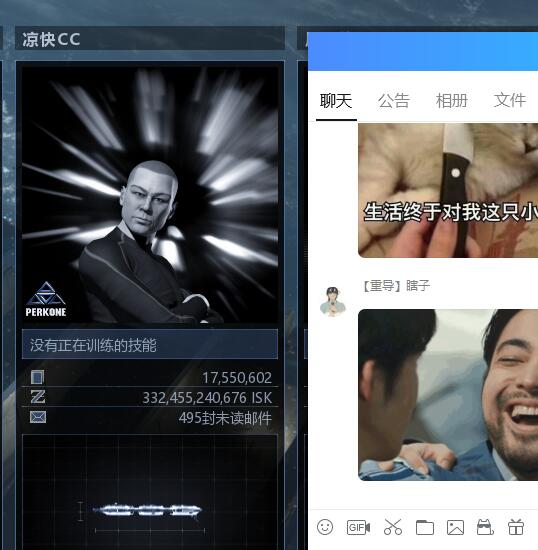 凉快CC
PERKONE
没有正在训练的技能
17,550,602
332,455,240,676 ISK
495封未读邮件
聊天
公告
相册
文件
生活终于对我这只小
【重导】瞎子
GIF